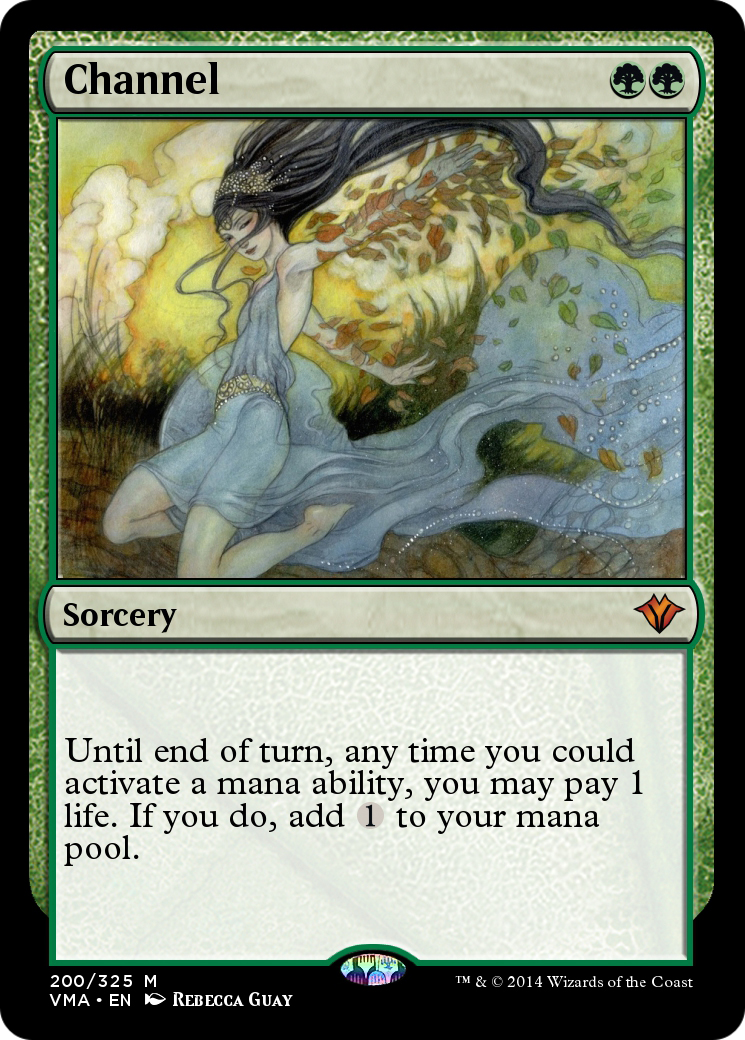 Channel
Sorcery
Until end of turn, any time you could
activate a mana ability, you may pay 1
life. If you do, add 1 to your mana
pool.
200/325 M
VMA • EN Rebecca Guay
™ & © 2014 Wizards of the Coast